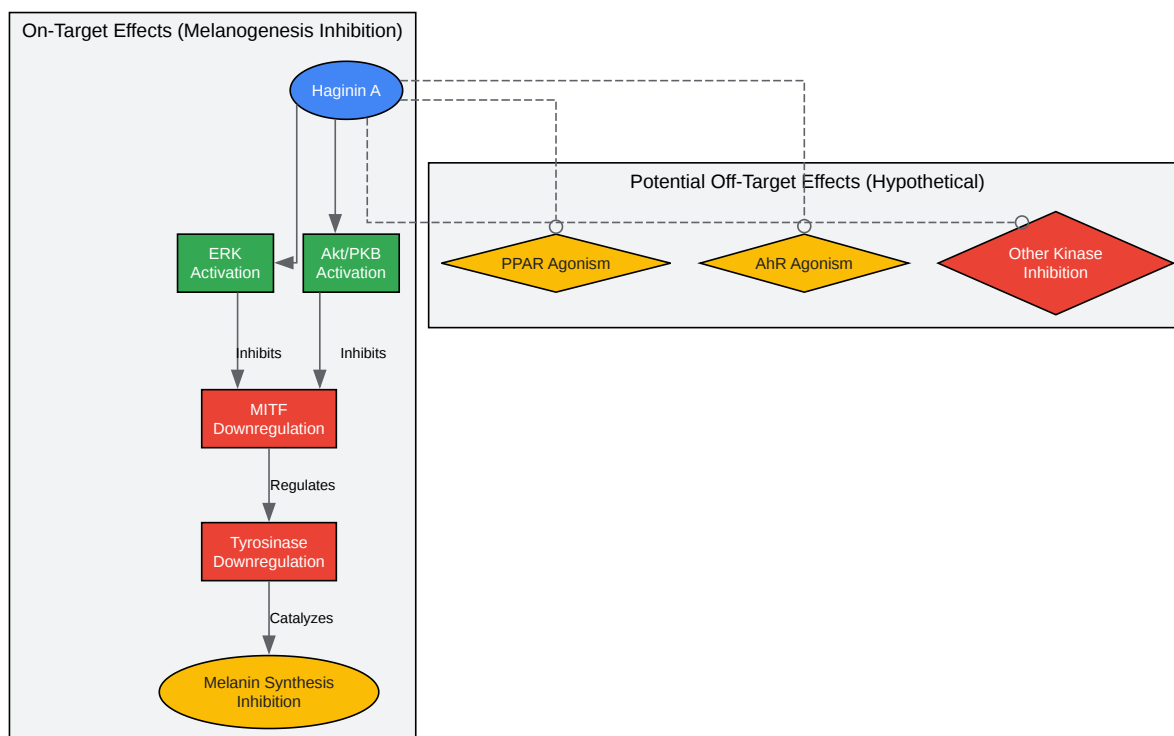 On-Target Effects (Melanogenesis Inhibition)
Haginin A
Potential Off-Target Effects (Hypothetical)
ERK
Activation
Akt/PKB
Activation
PPAR Agonism
AhR Agonism
Other Kinase
Inhibition
Inhibits
Inhibits
MITF
Downregulation
Regulates
Tyrosinase
Downregulation
Catalyzes
Melanin Synthesis
Inhibition